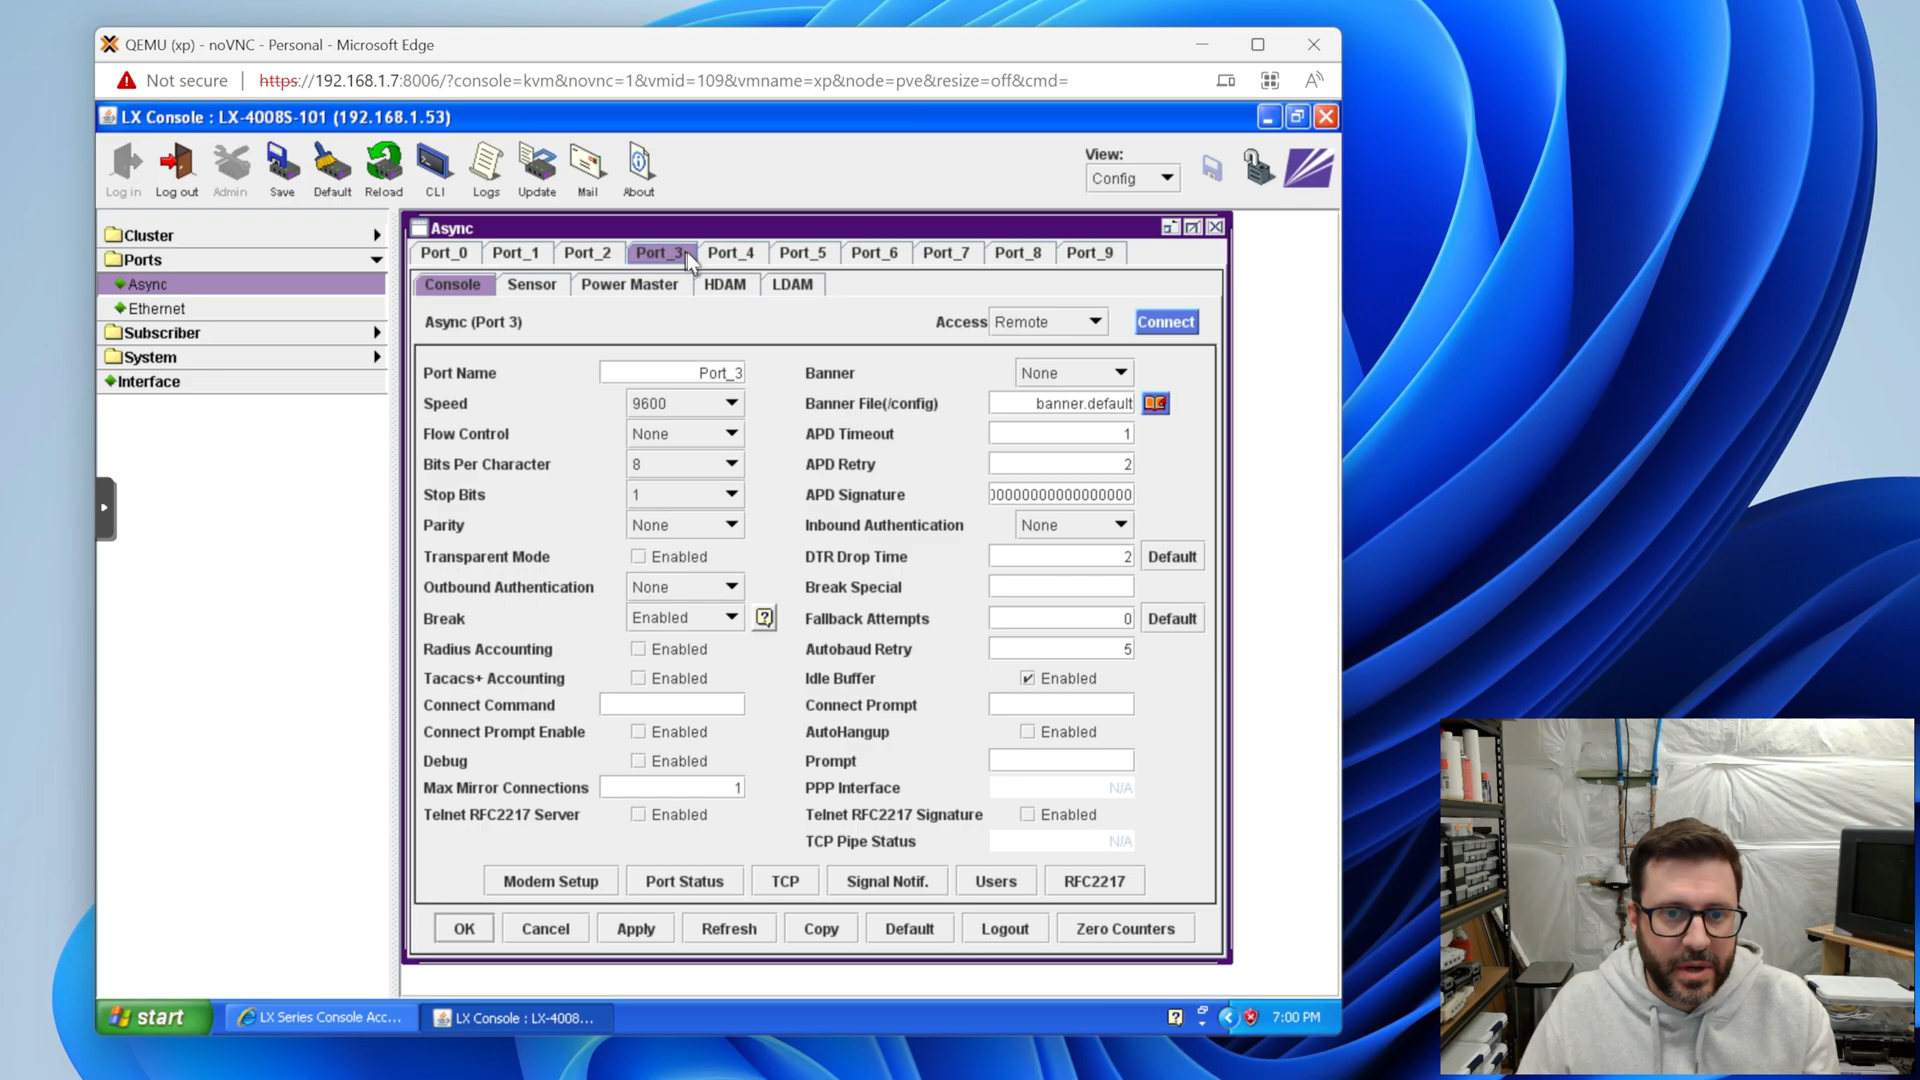 QEMU (xp) - noVNC - Personal - Microsoft Edge
Not secure | https://192.168.1.7:8006/?console=kvm&novnc=1&vmid=109&vmname=xp&node=pve&resize=off&cmd=
LX Console : LX-4008S-101 (192.168.1.53)
Log in Log out Admin Save Default Reload CLI Logs Update Mail About
View:
Config
Cluster
Ports
Async
Ethernet
Subscriber
System
Interface
Async
Port_0 Port_1 Port_2 Port_3 Port_4 Port_5 Port_6 Port_7 Port_8 Port_9
Console Sensor Power Master HDAM LDAM
Async (Port 3) Access Remote Connect
Port Name Port_3 Banner None
Speed 9600 Banner File(/config) banner.default
Flow Control None APD Timeout 1
Bits Per Character 8 APD Retry 2
Stop Bits 1 APD Signature 00000000000000000
Parity None Inbound Authentication None
Transparent Mode Enabled DTR Drop Time 2 Default
Outbound Authentication None Break Special
Break Enabled Fallback Attempts 0 Default
Radius Accounting Enabled Autobaud Retry 5
Tacacs+ Accounting Enabled Idle Buffer Enabled
Connect Command Connect Prompt
Connect Prompt Enable Enabled AutoHangup Enabled
Debug Enabled Prompt
Max Mirror Connections 1 PPP Interface N/A
Telnet RFC2217 Server Enabled Telnet RFC2217 Signature Enabled
TCP Pipe Status N/A
Modem Setup Port Status TCP Signal Notif. Users RFC2217
OK Cancel Apply Refresh Copy Default Logout Zero Counters
start LX Series Console Acc... LX Console : LX-4008... 7:00 PM